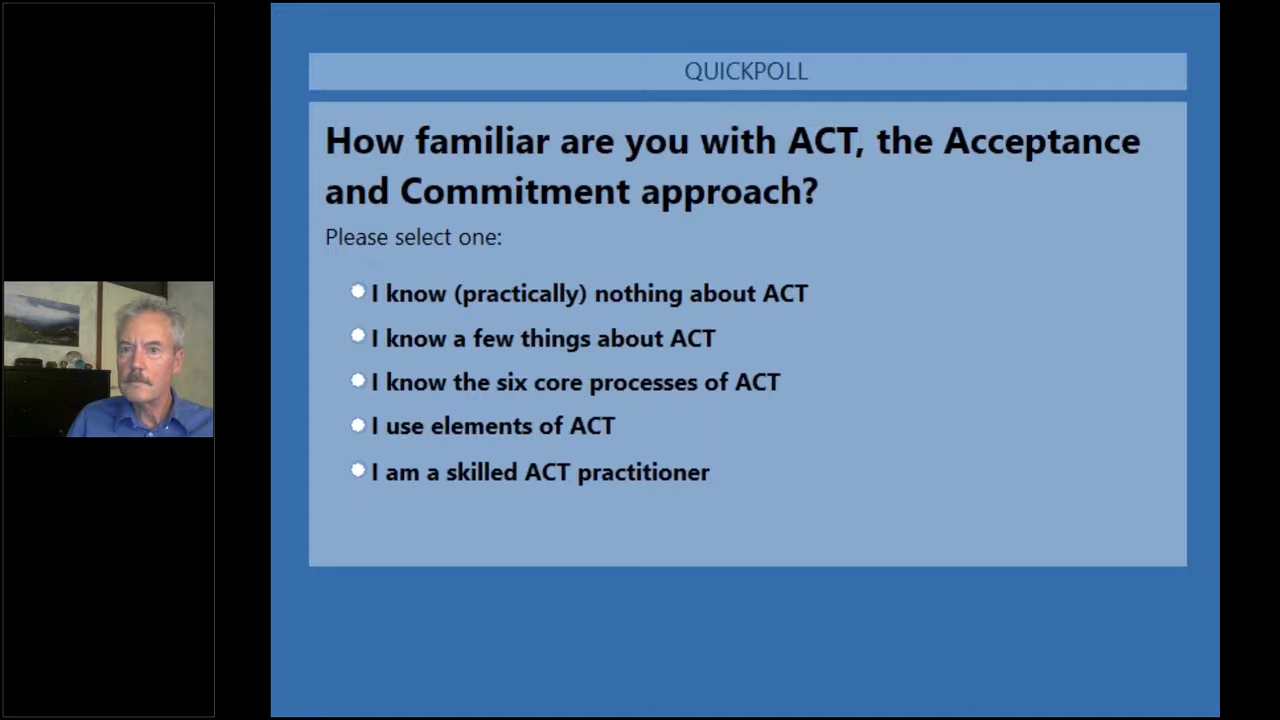 QUICKPOLL
How familiar are you with ACT, the Acceptance
and Commitment approach?
Please select one:
I know (practically) nothing about ACT
I know a few things about ACT
I know the six core processes of ACT
I use elements of ACT
I am a skilled ACT practitioner